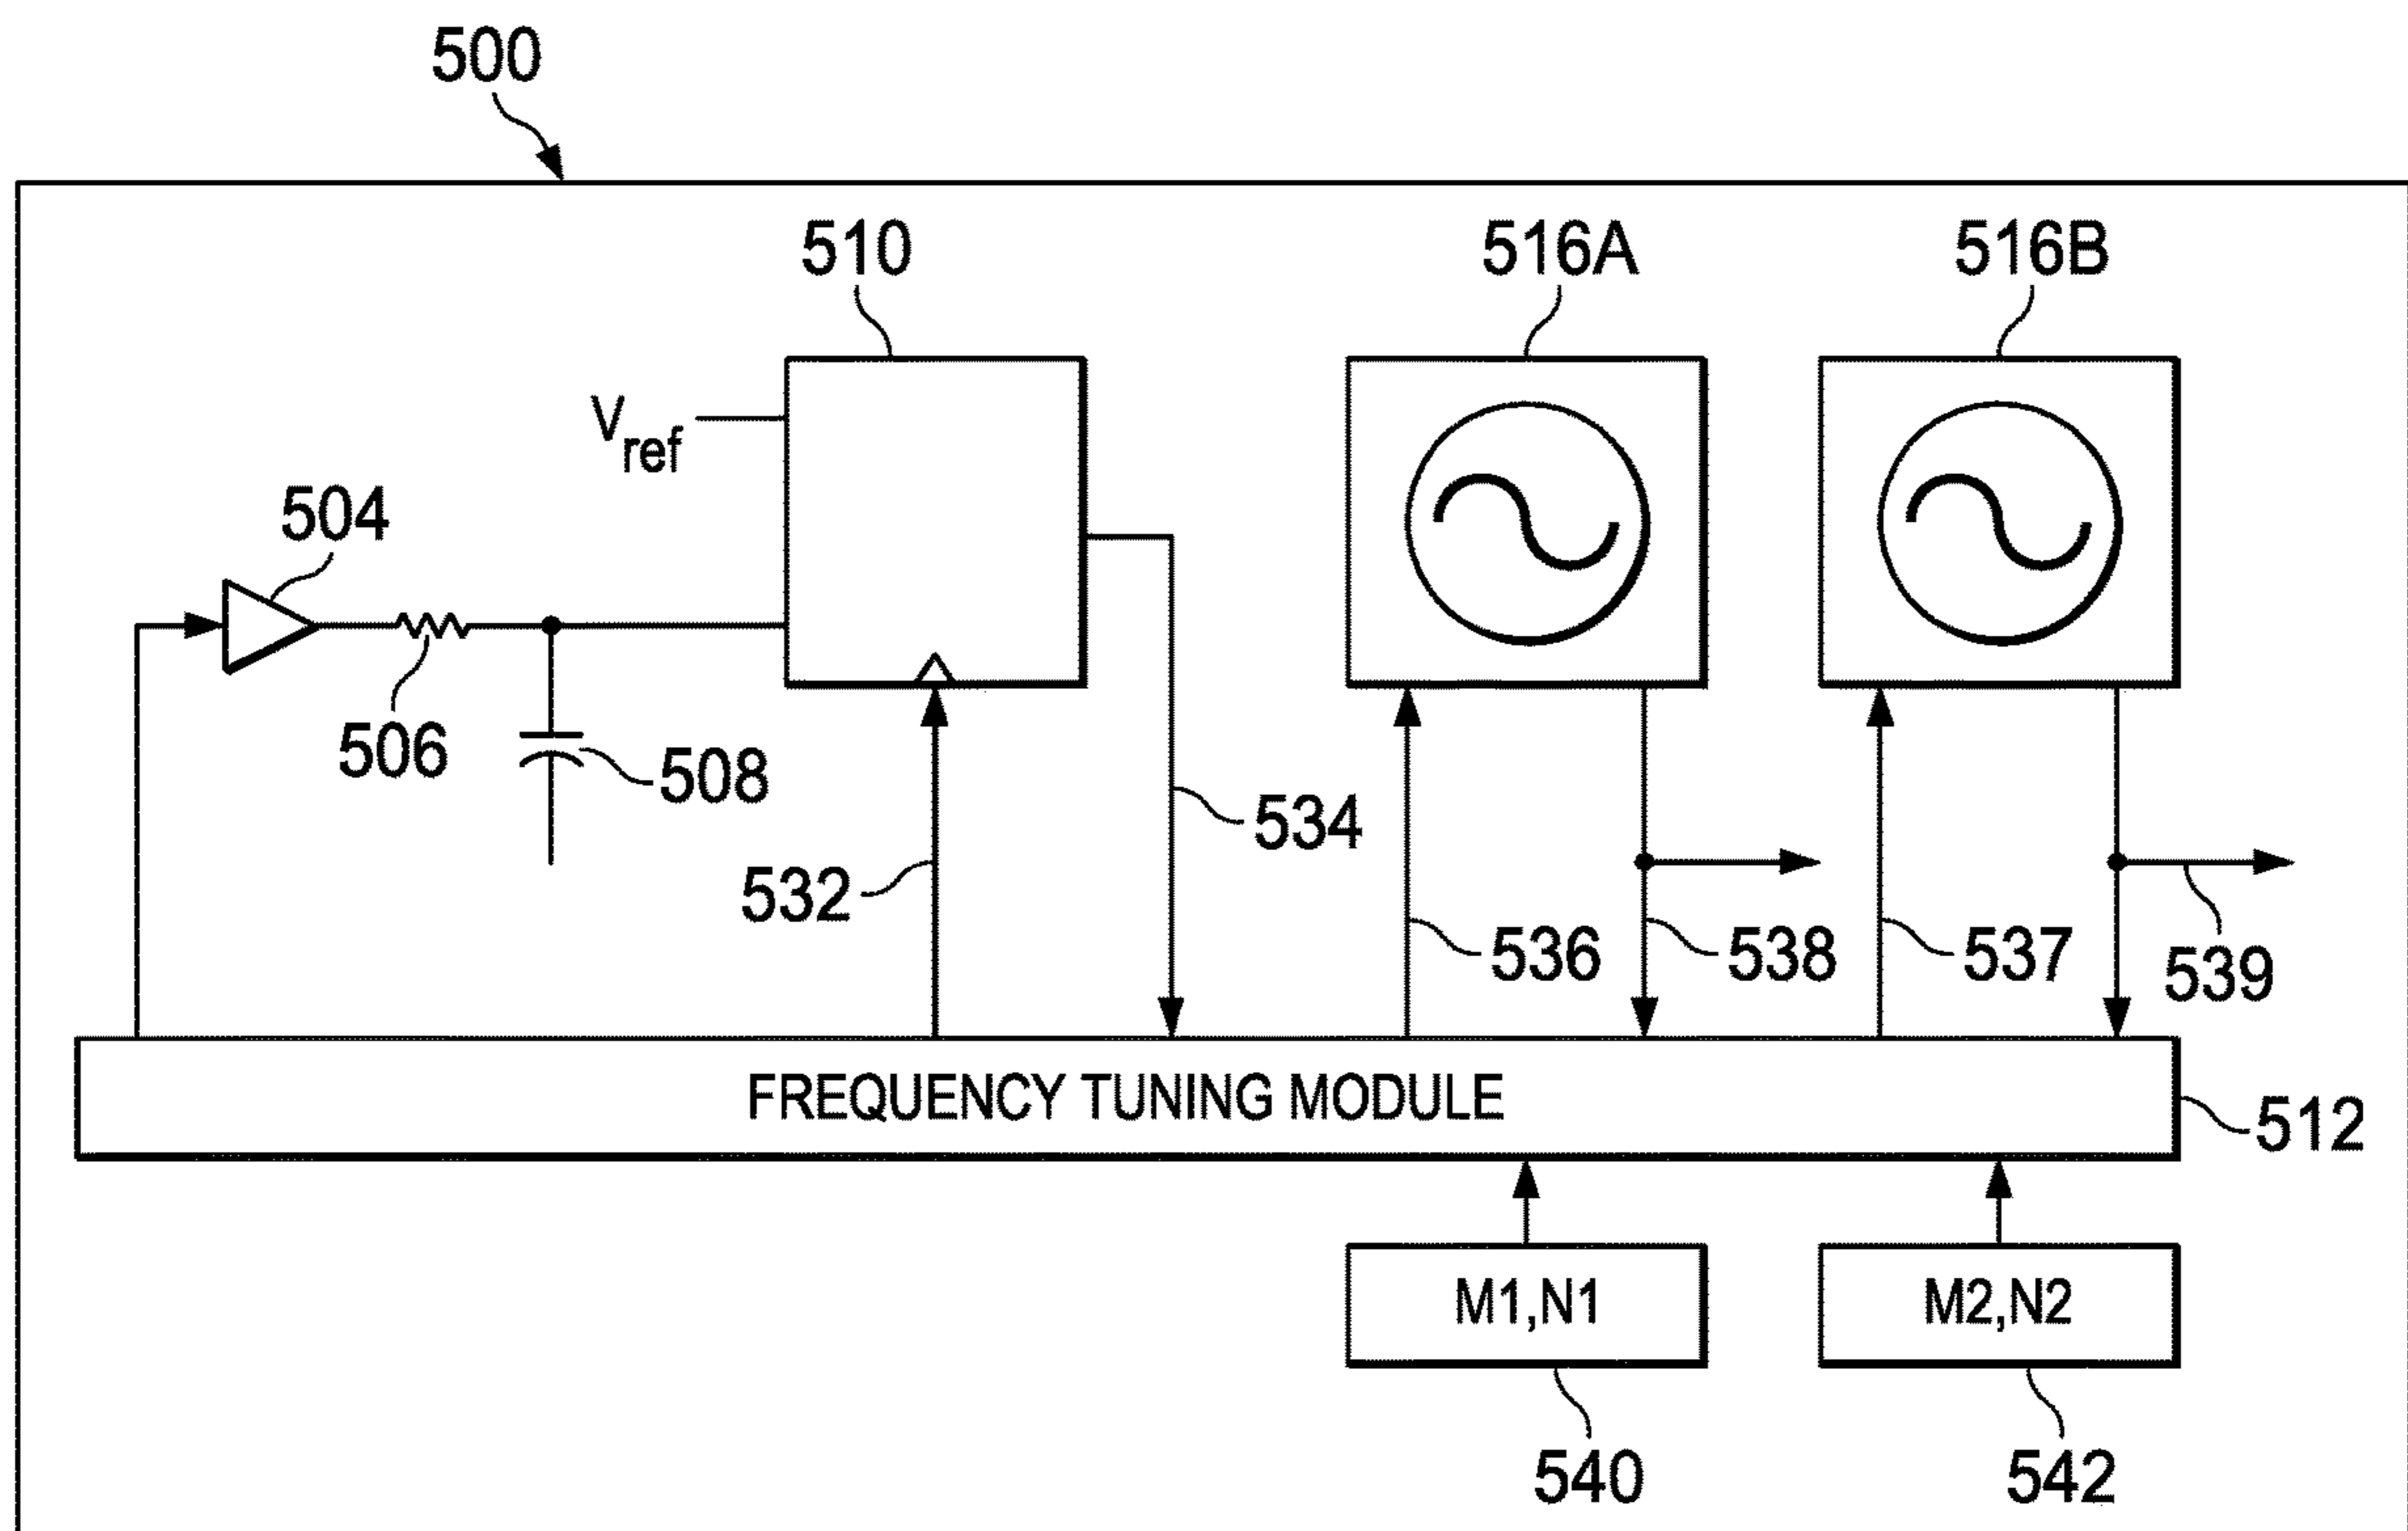 500
510
516A
516B
Vref
504
506
508
534
532
536
538
537
539
FREQUENCY TUNING MODULE
512
M1,N1
M2,N2
540
542